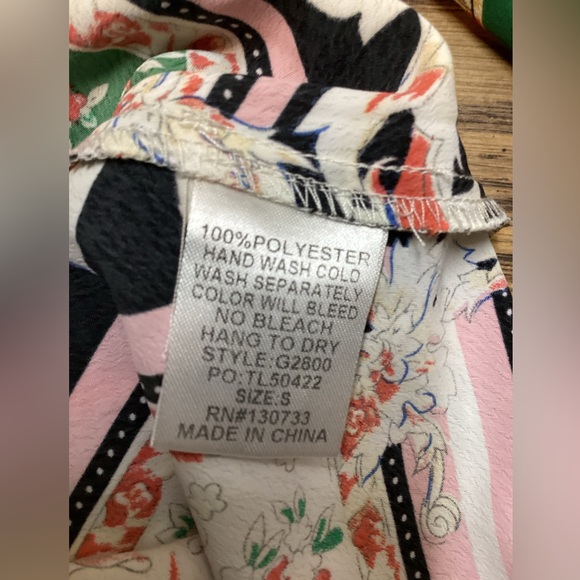 100%POLYESTER
HAND WASH COLD
WASH SEPARATELY
COLOR WILL BLEED
NO BLEACH
HANG TO DRY
STYLE:G2800
PO:TL50422
SIZE:S
RN#130733
MADE IN CHINA